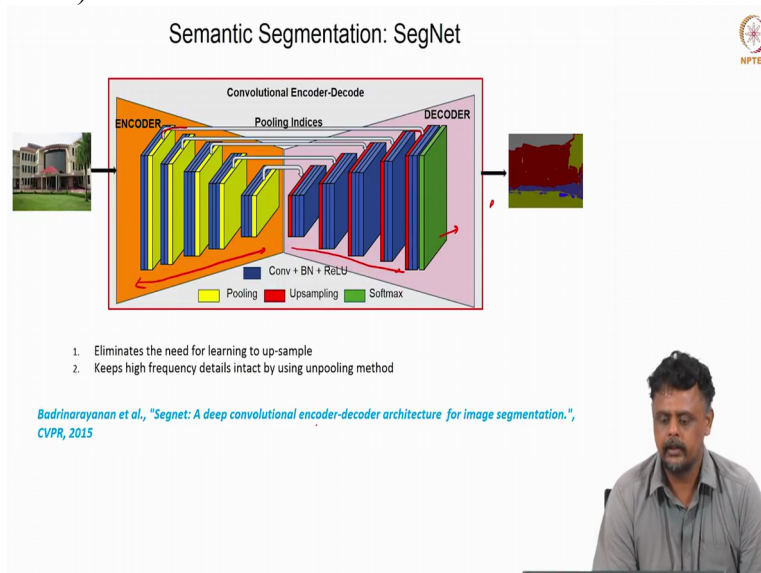 Semantic Segmentation: SegNet
NPTE
Convolutional Encoder-Decode
ENCODER
Pooling Indices
DECODER
Conv + BN + ReLU
Pooling
Upsampling
Softmax
1. Eliminates the need for learning to up-sample
2. Keeps high frequency details intact by using unpooling method
Badrinarayanan et al., "Segnet: A deep convolutional encoder-decoder architecture for image segmentation.",
CVPR, 2015